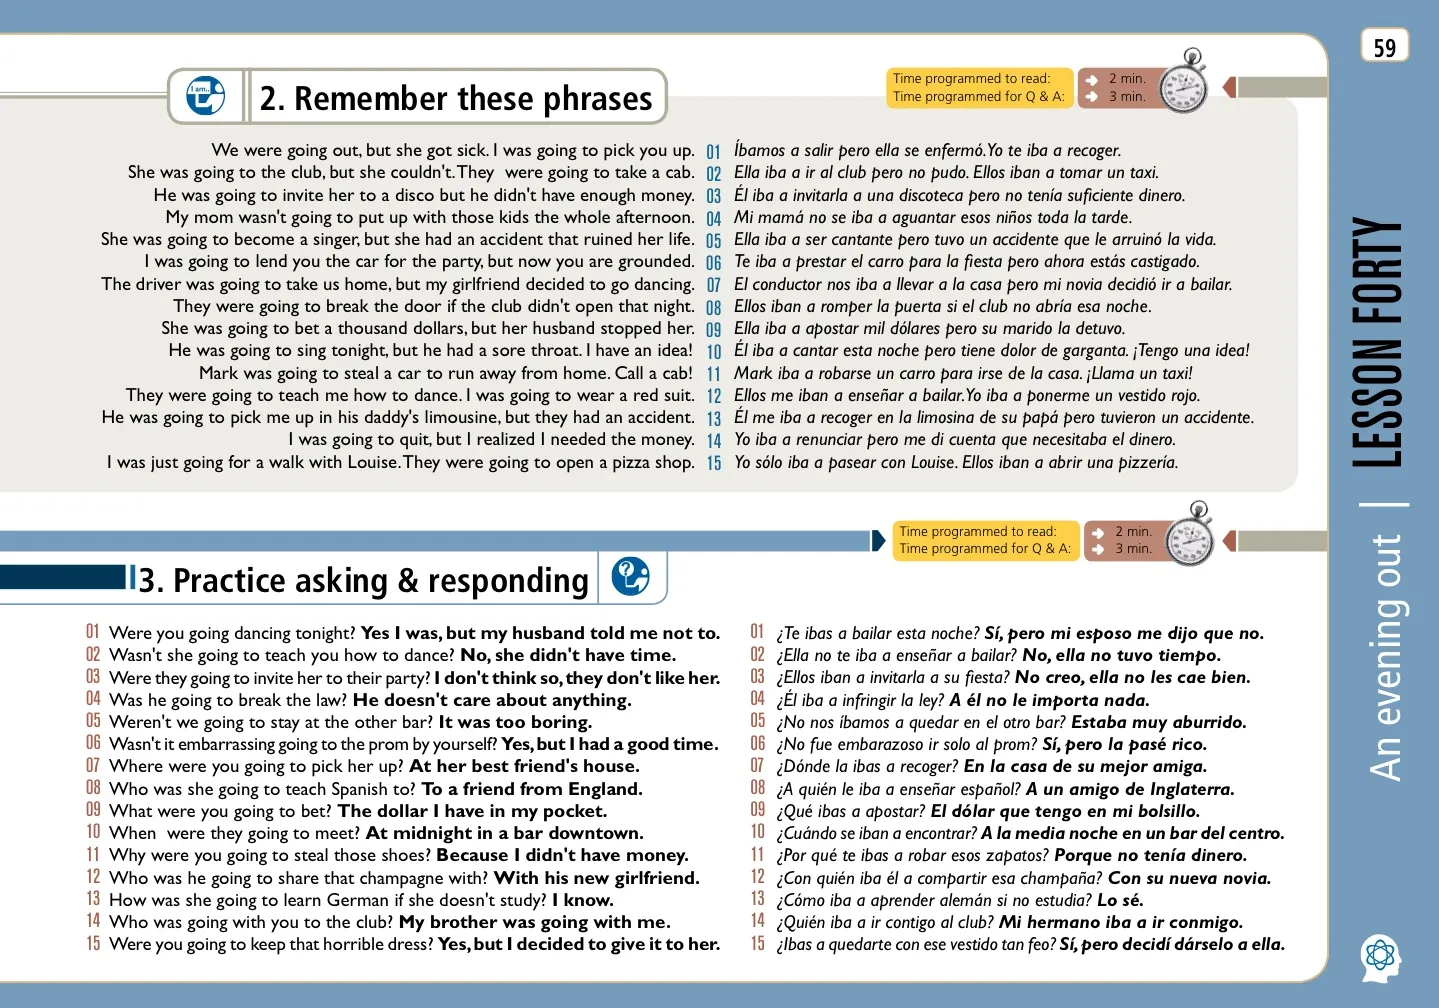 59
2. Remember these phrases
I am...
Time programmed to read: 2 min.
Time programmed for Q & A: 3 min.
We were going out, but she got sick. I was going to pick you up. 01 Íbamos a salir pero ella se enfermó.Yo te iba a recoger.
She was going to the club, but she couldn't.They were going to take a cab. 02 Ella iba a ir al club pero no pudo. Ellos iban a tomar un taxi.
He was going to invite her to a disco but he didn't have enough money. 03 Él iba a invitarla a una discoteca pero no tenía suficiente dinero.
My mom wasn't going to put up with those kids the whole afternoon. 04 Mi mamá no se iba a aguantar esos niños toda la tarde.
She was going to become a singer, but she had an accident that ruined her life. 05 Ella iba a ser cantante pero tuvo un accidente que le arruinó la vida.
I was going to lend you the car for the party, but now you are grounded. 06 Te iba a prestar el carro para la fiesta pero ahora estás castigado.
The driver was going to take us home, but my girlfriend decided to go dancing. 07 El conductor nos iba a llevar a la casa pero mi novia decidió ir a bailar.
They were going to break the door if the club didn't open that night. 08 Ellos iban a romper la puerta si el club no abría esa noche.
She was going to bet a thousand dollars, but her husband stopped her. 09 Ella iba a apostar mil dólares pero su marido la detuvo.
He was going to sing tonight, but he had a sore throat. I have an idea! 10 Él iba a cantar esta noche pero tiene dolor de garganta. ¡Tengo una idea!
Mark was going to steal a car to run away from home. Call a cab! 11 Mark iba a robarse un carro para irse de la casa. ¡Llama un taxi!
They were going to teach me how to dance. I was going to wear a red suit. 12 Ellos me iban a enseñar a bailar.Yo iba a ponerme un vestido rojo.
He was going to pick me up in his daddy's limousine, but they had an accident. 13 Él me iba a recoger en la limosina de su papá pero tuvieron un accidente.
I was going to quit, but I realized I needed the money. 14 Yo iba a renunciar pero me di cuenta que necesitaba el dinero.
I was just going for a walk with Louise.They were going to open a pizza shop. 15 Yo sólo iba a pasear con Louise. Ellos iban a abrir una pizzería.
Time programmed to read: 2 min.
Time programmed for Q & A: 3 min.
3. Practice asking & responding
?
01 Were you going dancing tonight? Yes I was, but my husband told me not to. 01 ¿Te ibas a bailar esta noche? Sí, pero mi esposo me dijo que no.
02 Wasn't she going to teach you how to dance? No, she didn't have time. 02 ¿Ella no te iba a enseñar a bailar? No, ella no tuvo tiempo.
03 Were they going to invite her to their party? I don't think so, they don't like her. 03 ¿Ellos iban a invitarla a su fiesta? No creo, ella no les cae bien.
04 Was he going to break the law? He doesn't care about anything. 04 ¿Él iba a infringir la ley? A él no le importa nada.
05 Weren't we going to stay at the other bar? It was too boring. 05 ¿No nos íbamos a quedar en el otro bar? Estaba muy aburrido.
06 Wasn't it embarrassing going to the prom by yourself? Yes, but I had a good time. 06 ¿No fue embarazoso ir solo al prom? Sí, pero la pasé rico.
07 Where were you going to pick her up? At her best friend's house. 07 ¿Dónde la ibas a recoger? En la casa de su mejor amiga.
08 Who was she going to teach Spanish to? To a friend from England. 08 ¿A quién le iba a enseñar español? A un amigo de Inglaterra.
09 What were you going to bet? The dollar I have in my pocket. 09 ¿Qué ibas a apostar? El dólar que tengo en mi bolsillo.
10 When were they going to meet? At midnight in a bar downtown. 10 ¿Cuándo se iban a encontrar? A la media noche en un bar del centro.
11 Why were you going to steal those shoes? Because I didn't have money. 11 ¿Por qué te ibas a robar esos zapatos? Porque no tenía dinero.
12 Who was he going to share that champagne with? With his new girlfriend. 12 ¿Con quién iba él a compartir esa champaña? Con su nueva novia.
13 How was she going to learn German if she doesn't study? I know. 13 ¿Cómo iba a aprender alemán si no estudia? Lo sé.
14 Who was going with you to the club? My brother was going with me. 14 ¿Quién iba a ir contigo al club? Mi hermano iba a ir conmigo.
15 Were you going to keep that horrible dress? Yes, but I decided to give it to her. 15 ¿Ibas a quedarte con ese vestido tan feo? Sí, pero decidí dárselo a ella.
An evening out | LESSON FORTY